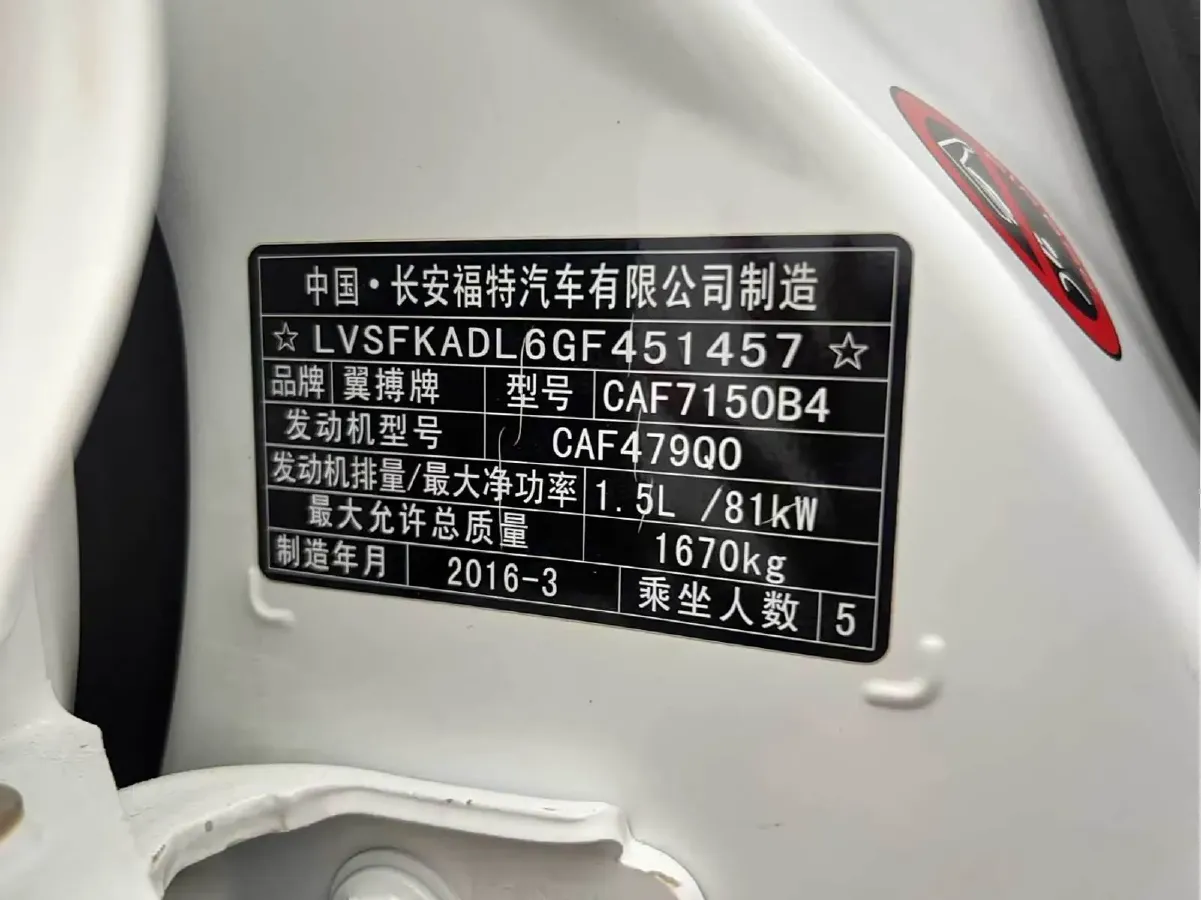 中国·长安福特汽车有限公司制造
☆LVSFKADL6GF451457☆
品牌 翼搏牌 型号 CAF7150B4
发动机型号 CAF479Q0
发动机排量/最大净功率 1.5L /81kW
最大允许总质量 1670kg
制造年月 2016-3 乘坐人数 5